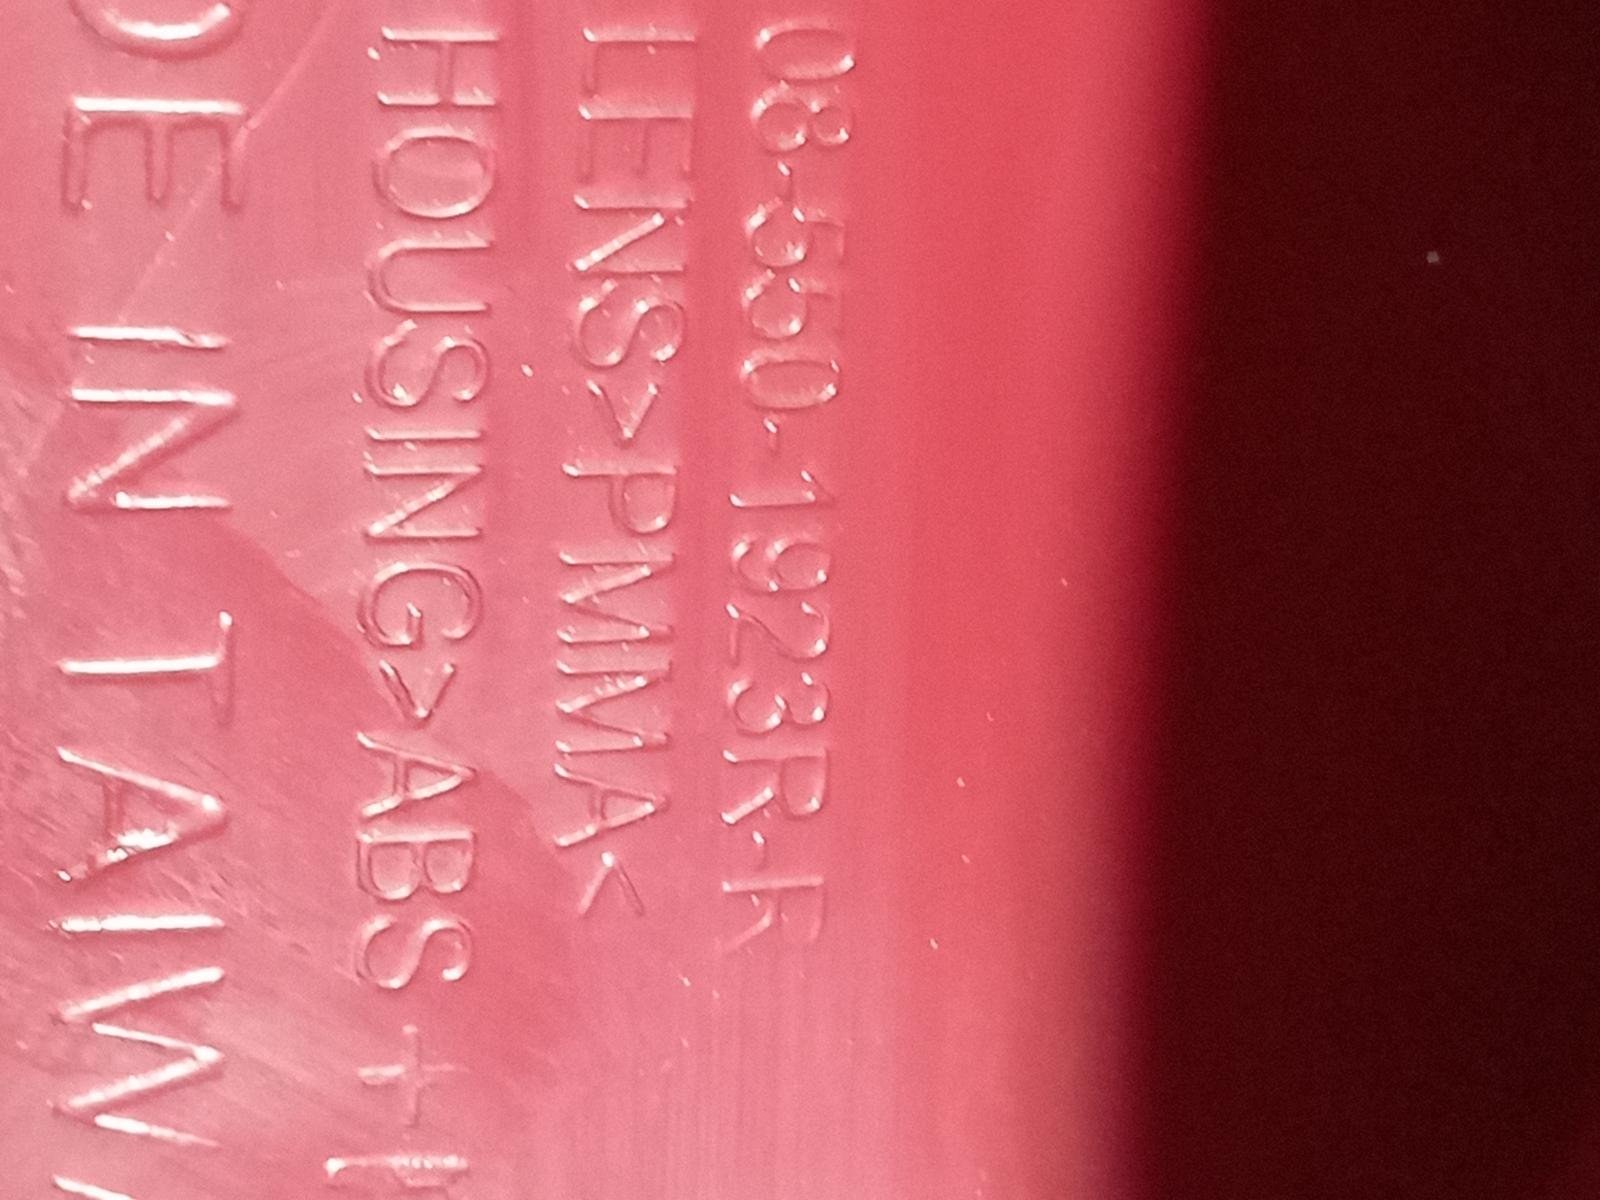 08-550-1923R-R
LENS>PMMA<
HOUSING>ABS+
DE IN TAIW